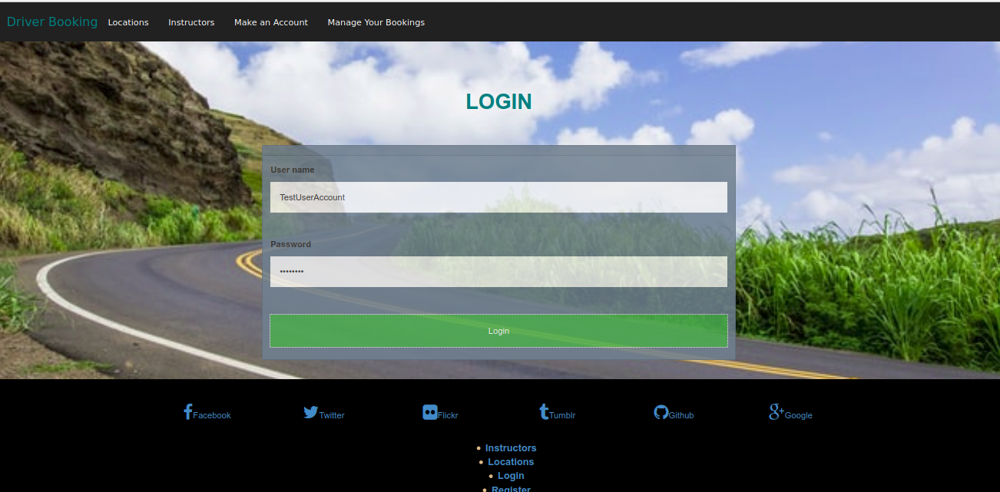 Driver Booking Locations Instructors Make an Account Manage Your Bookings
LOGIN
User name
TestUserAccount
Password
••••••••
Login
Facebook Twitter Flickr Tumblr Github Google
• Instructors
• Locations
• Login
• Register